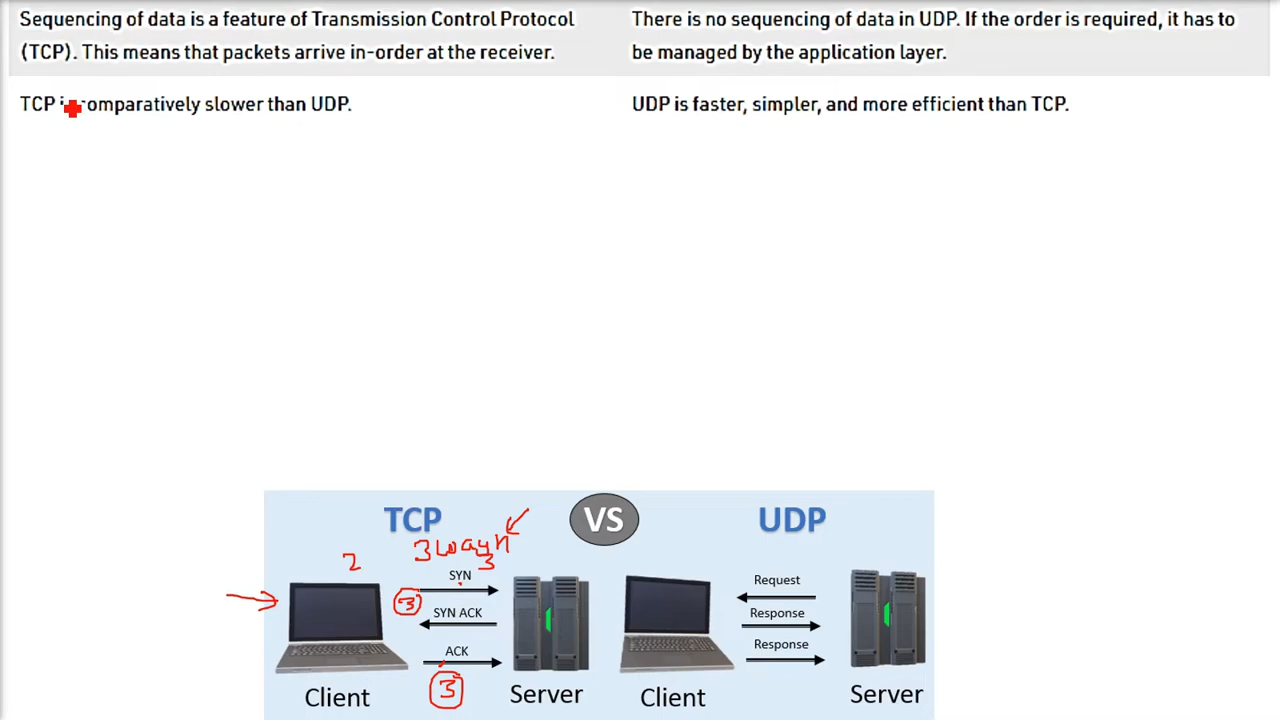 Sequencing of data is a feature of Transmission Control Protocol
(TCP). This means that packets arrive in-order at the receiver.
There is no sequencing of data in UDP. If the order is required, it has to
be managed by the application layer.
TCP is comparatively slower than UDP.
UDP is faster, simpler, and more efficient than TCP.
TCP
VS
UDP
3way h
2
3
SYN
3
SYN ACK
ACK
3
Client
Server
Request
Response
Response
Client
Server